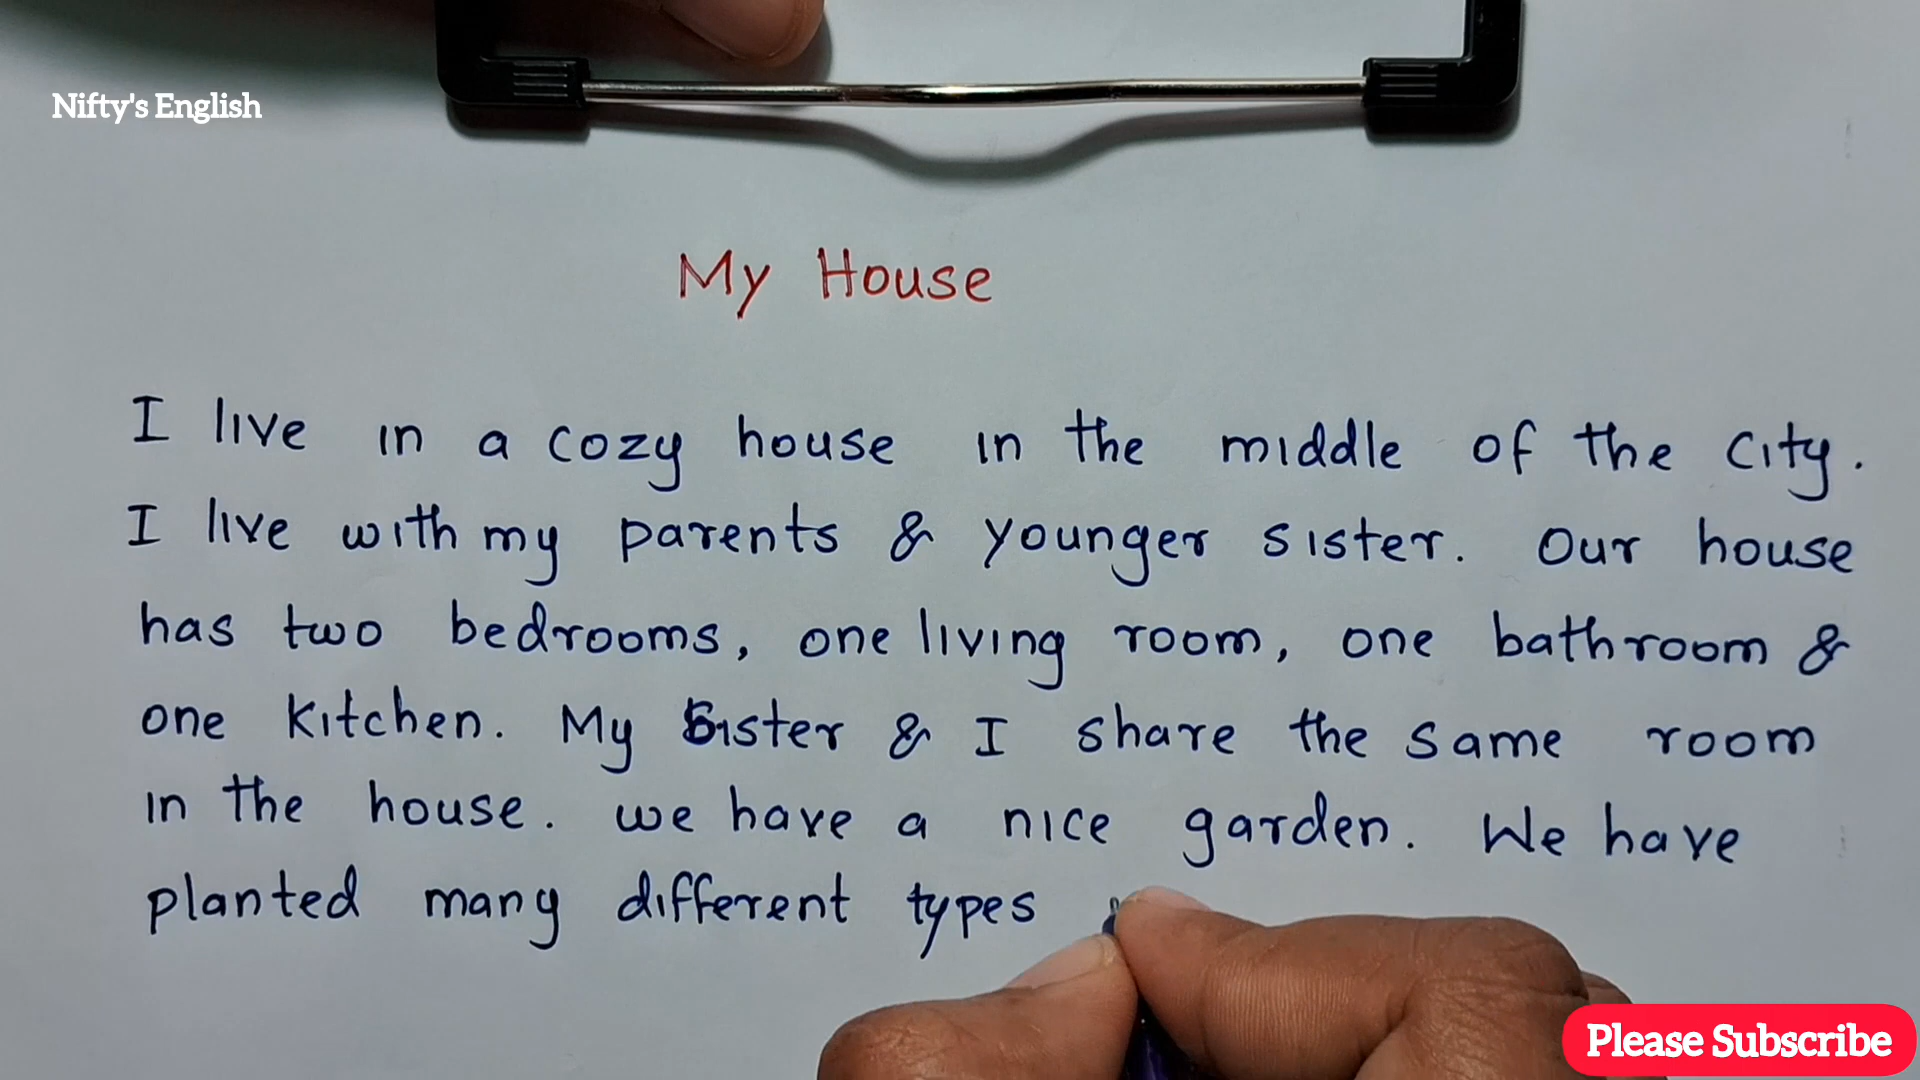 Nifty's English
My House
I live in a cozy house in the middle of the city.
I live with my parents & younger sister. Our house
has two bedrooms, one living room, one bathroom &
one kitchen. My Sister & I share the same room
in the house. we have a nice garden. We have
planted many different types
Please Subscribe